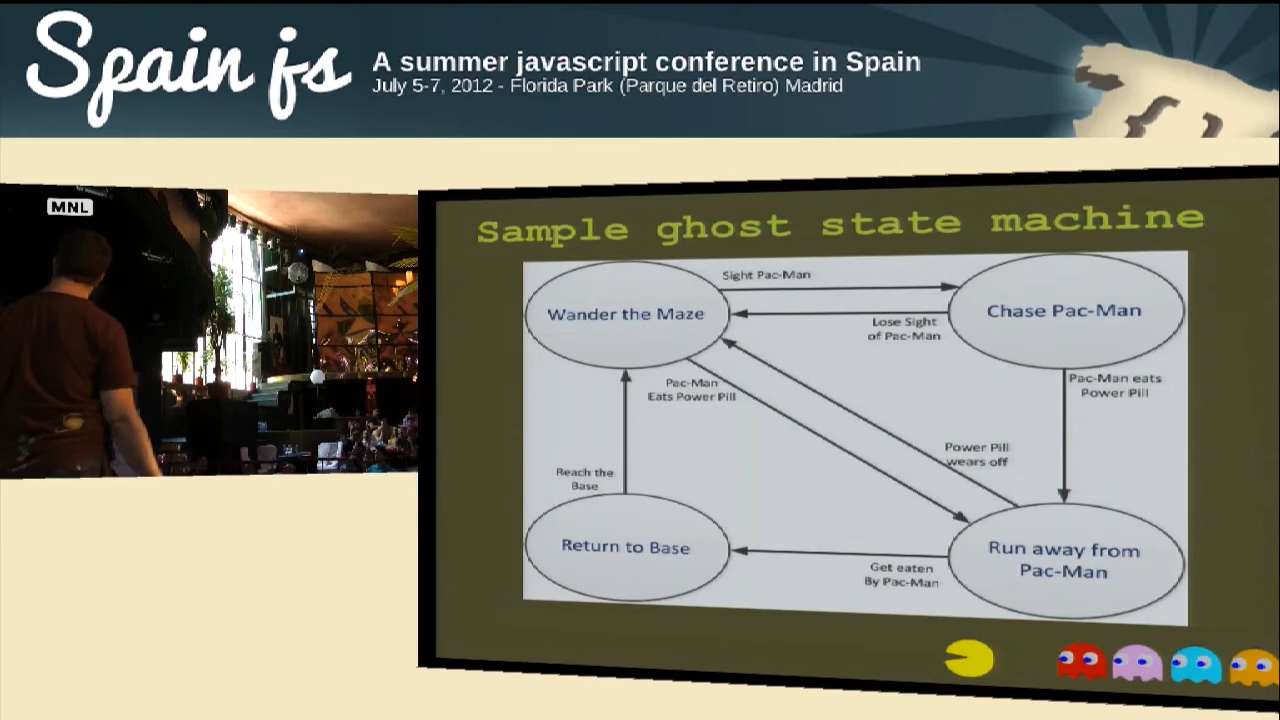 Spain js
A summer javascript conference in Spain
July 5-7, 2012 - Florida Park (Parque del Retiro) Madrid
MNL
Sample ghost state machine
Sight Pac-Man
Wander the Maze
Chase Pac-Man
Lose Sight
of Pac-Man
Pac-Man
Eats Power Pill
Pac-Man eats
Power Pill
Power Pill
wears off
Reach the
Base
Return to Base
Run away from
Pac-Man
Get eaten
By Pac-Man